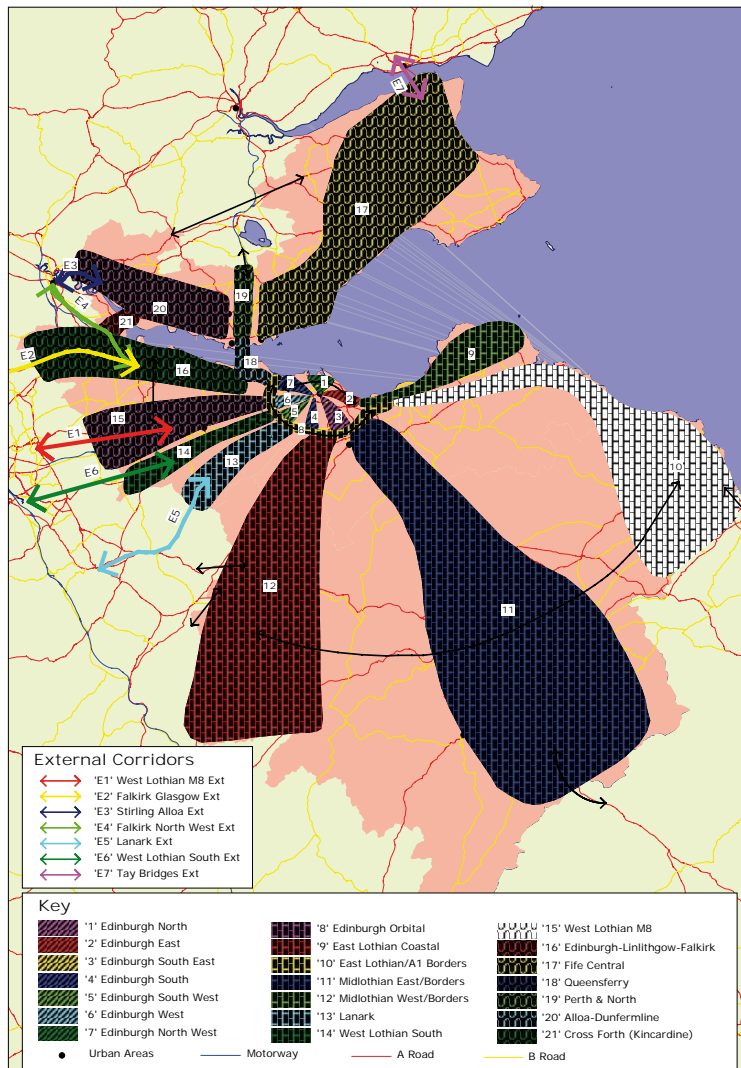 E7
17
E3
20
E4
19
21
18
E2
16
9
7
1
6
2
5
4
3
8
15
E1
14
13
E6
10
E5
12
11
External Corridors
'E1' West Lothian M8 Ext
'E2' Falkirk Glasgow Ext
'E3' Stirling Alloa Ext
'E4' Falkirk North West Ext
'E5' Lanark Ext
'E6' West Lothian South Ext
'E7' Tay Bridges Ext
Key
'1' Edinburgh North
'2' Edinburgh East
'3' Edinburgh South East
'4' Edinburgh South
'5' Edinburgh South West
'6' Edinburgh West
'7' Edinburgh North West
'8' Edinburgh Orbital
'9' East Lothian Coastal
'10' East Lothian/A1 Borders
'11' Midlothian East/Borders
'12' Midlothian West/Borders
'13' Lanark
'14' West Lothian South
'15' West Lothian M8
'16' Edinburgh-Linlithgow-Falkirk
'17' Fife Central
'18' Queensferry
'19' Perth & North
'20' Alloa-Dunfermline
'21' Cross Forth (Kincardine)
Urban Areas
Motorway
A Road
B Road